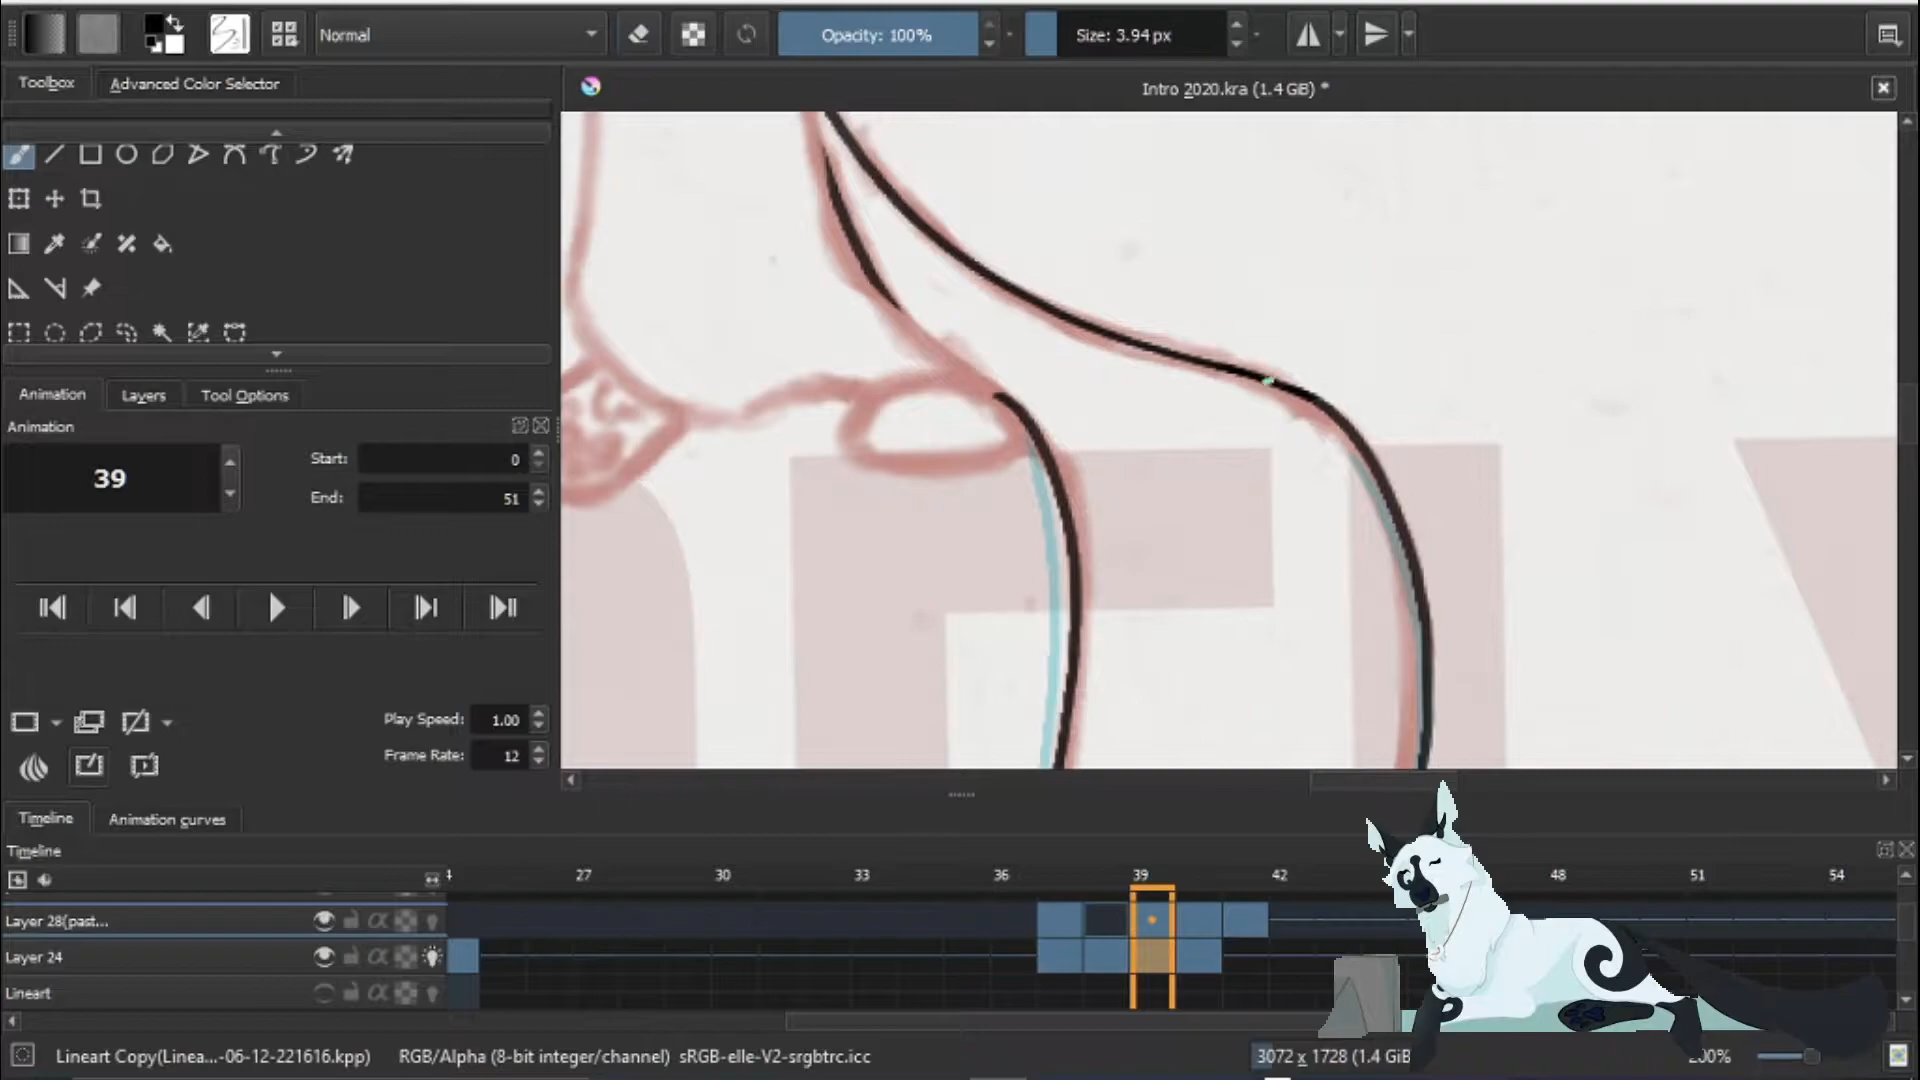 Normal
Opacity: 100%
Size: 3.94 px
Toolbox
Advanced Color Selector
Intro 2020.kra (1.4 GiB) *
Animation
Layers
Tool Options
Animation
39
Start:
0
End:
51
Play Speed:
1.00
Frame Rate:
12
Timeline
Animation curves
Timeline
27
30
33
36
39
42
48
51
54
Layer 28(past...
Layer 24
Lineart
Lineart Copy(Linea...-06-12-221616.kpp)
RGB/Alpha (8-bit integer/channel) sRGB-elle-V2-srgbtrc.icc
3072 x 1728 (1.4 GiB
200%